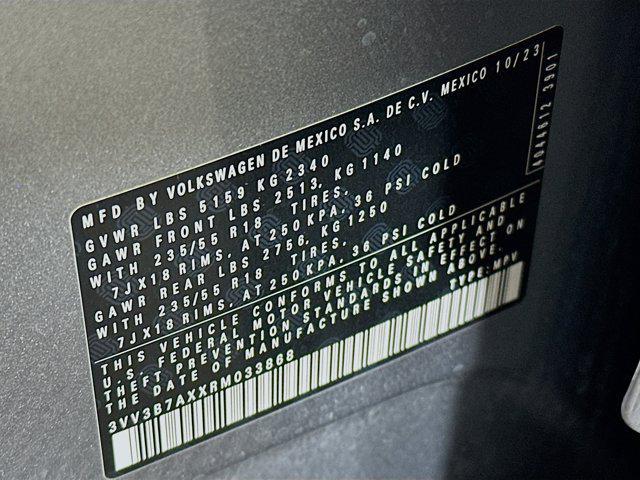 MFD BY VOLKSWAGEN DE MEXICO S.A. DE C.V. MEXICO 10/23
GVWR LBS 5159 KG 2340
GAWR FRONT LBS 2513, KG 1140
WITH 235/55 R18 TIRES,
7JX18 RIMS, AT 250 KPA, 36 PSI COLD
GAWR REAR LBS 2756, KG 1250
WITH 235/55 R18 TIRES,
7JX18 RIMS, AT 250 KPA, 36 PSI COLD
THIS VEHICLE CONFORMS TO ALL APPLICABLE
U.S. FEDERAL MOTOR VEHICLE SAFETY AND
THEFT PREVENTION STANDARDS IN EFFECT ON
THE DATE OF MANUFACTURE SHOWN ABOVE.
3VV3B7AXXRM033868 TYPE: MPV
3901